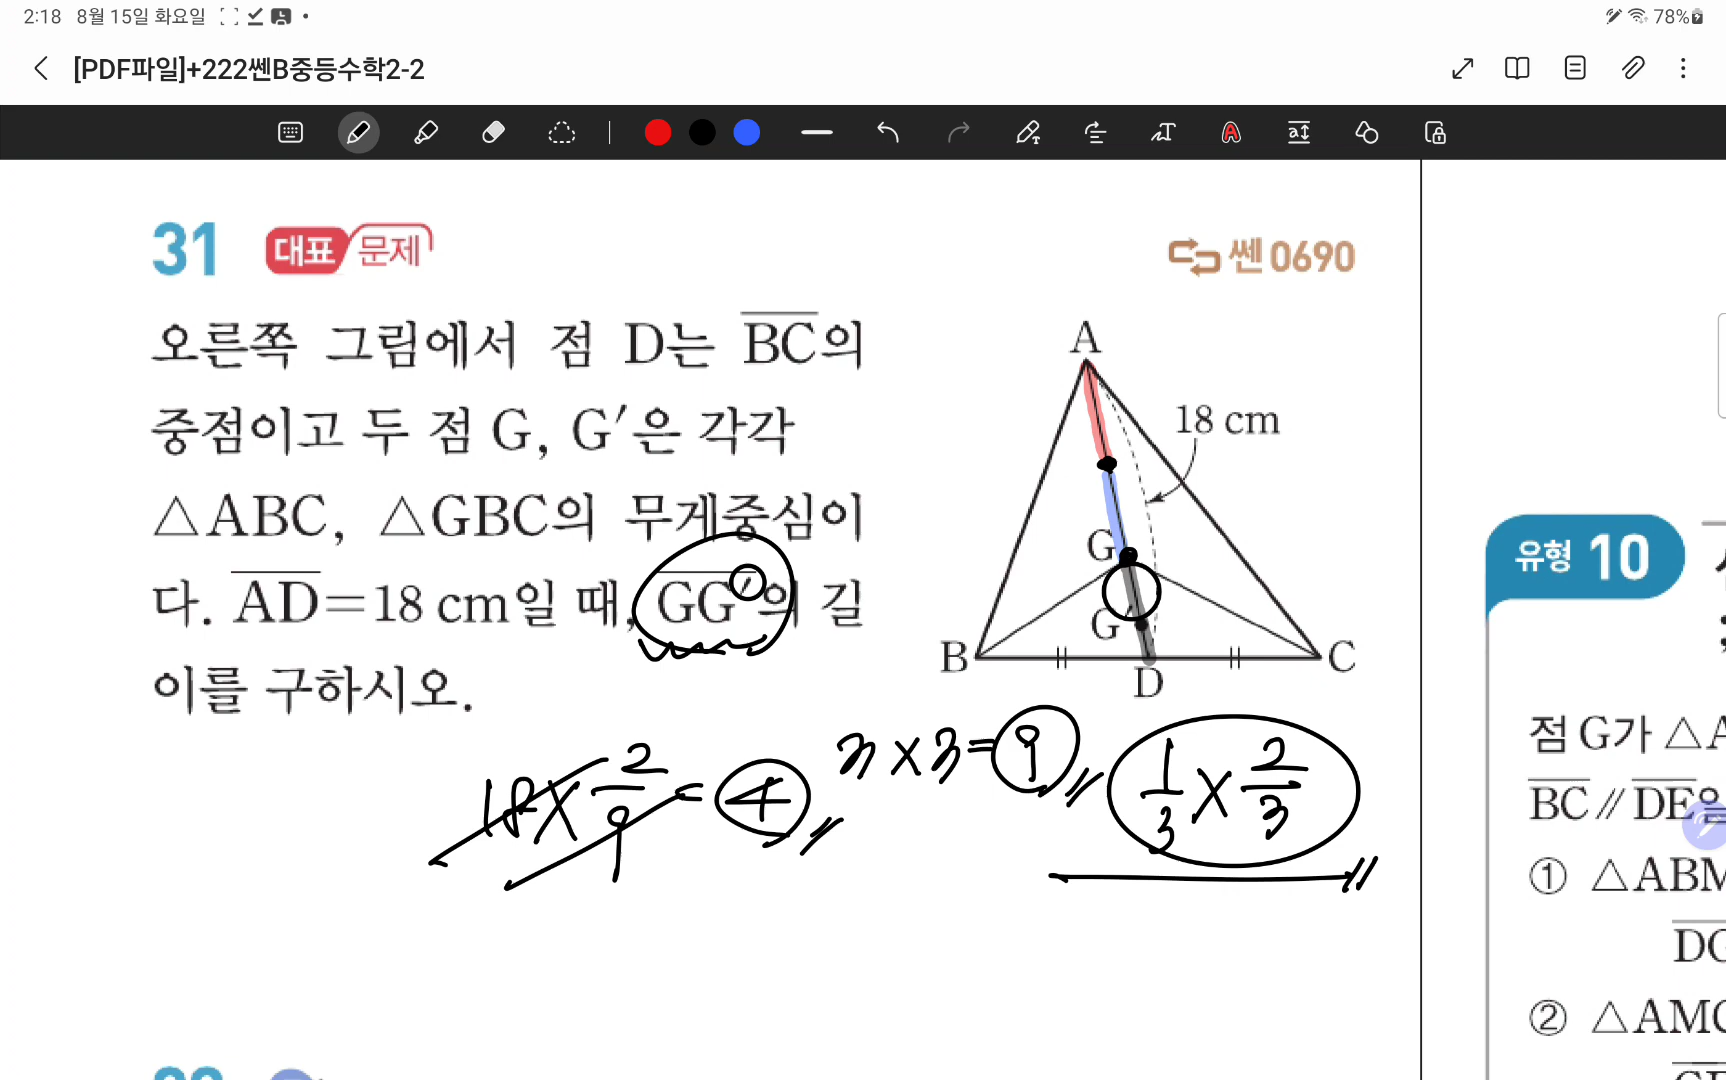 2:18 8월 15일 화요일
78%
[PDF파일]+222쎈B중등수학2-2
31 대표 문제
쎈 0690
오른쪽 그림에서 점 D는 BC의
중점이고 두 점 G, G′은 각각
△ABC, △GBC의 무게중심이
다. AD=18 cm일 때, GG′의 길
이를 구하시오.
A
18 cm
G
G′
B
C
D
18 × 2/9 = 4
3 × 3 = 9
1/3 × 2/3
유형 10
점 G가 △A
BC // DE
① △ABM
② △AM